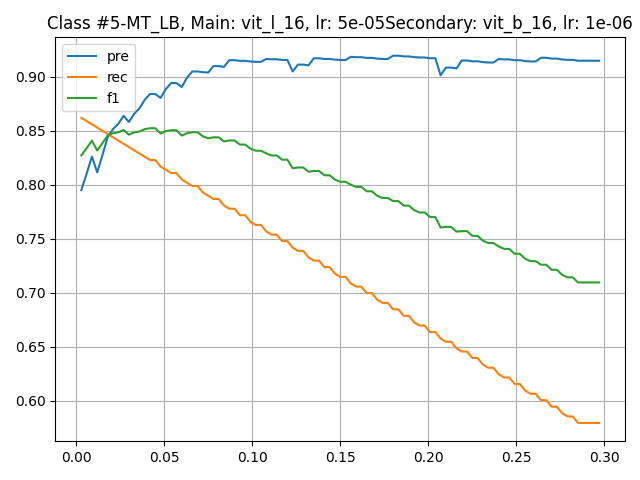 Class #5-MT_LB, Main: vit_l_16, lr: 5e-05Secondary: vit_b_16, lr: 1e-06
pre
rec
f1
0.90
0.85
0.80
0.75
0.70
0.65
0.60
0.00 0.05 0.10 0.15 0.20 0.25 0.30